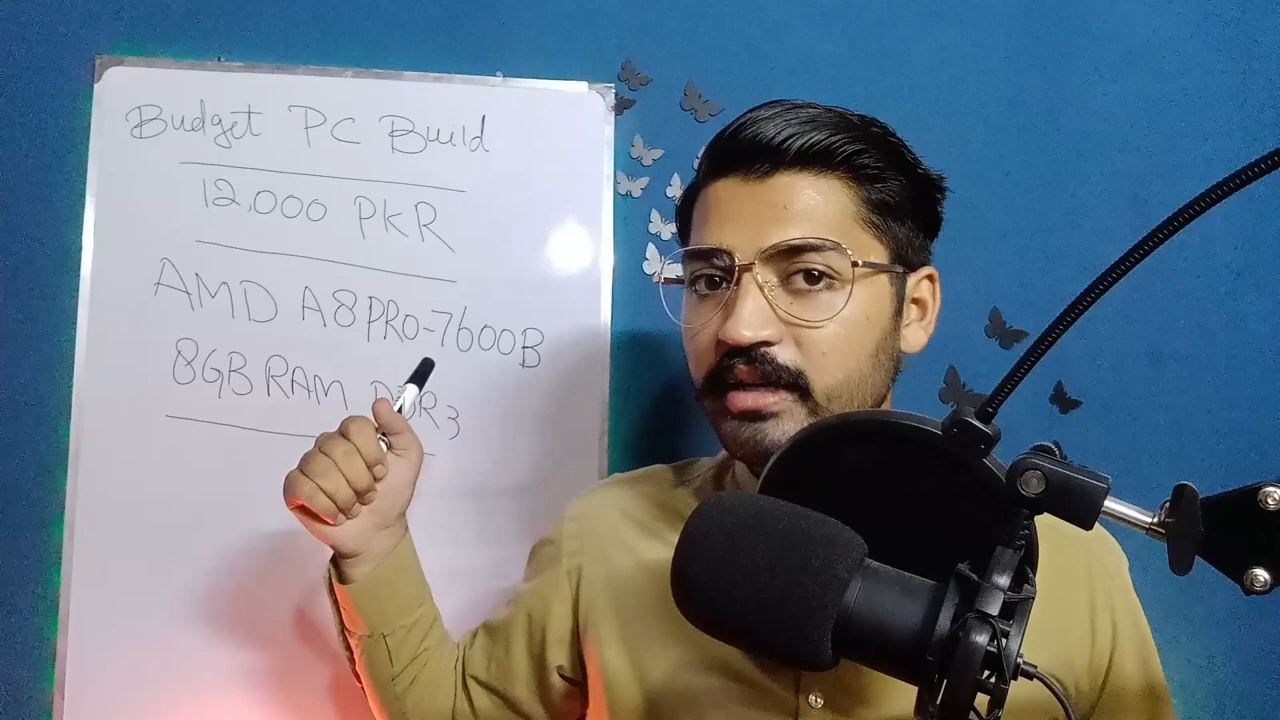 Budget PC Build
12,000 PKR
AMD A8 PRO-7600B
8GB RAM DDR3